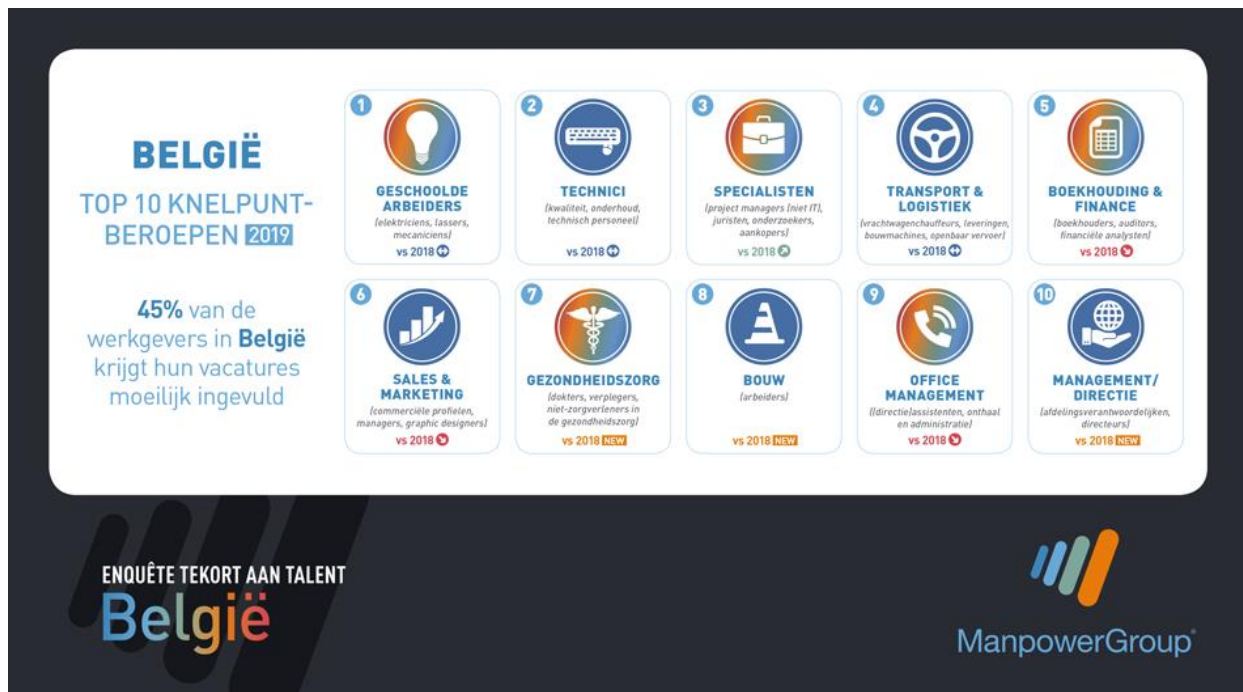 BELGIË
TOP 10 KNELPUNT-
BEROEPEN 2019
45% van de
werkgevers in België
krijgt hun vacatures
moeilijk ingevuld
1
GESCHOOLDE
ARBEIDERS
(elektriciens, lassers,
mecaniciens)
vs 2018
2
TECHNICI
(kwaliteit, onderhoud,
technisch personeel)
vs 2018
3
SPECIALISTEN
(project managers (niet IT),
juristen, onderzoekers,
aankopers)
vs 2018
4
TRANSPORT &
LOGISTIEK
(vrachtwagenchauffeurs, leveringen,
bouwmachines, openbaar vervoer)
vs 2018
5
BOEKHOUDING &
FINANCE
(boekhouders, auditors,
financiële analysten)
vs 2018
6
SALES &
MARKETING
(commerciële profielen,
managers, graphic designers)
vs 2018
7
GEZONDHEIDSZORG
(dokters, verplegers,
niet-zorgverleners in
de gezondheidszorg)
vs 2018 NEW
8
BOUW
(arbeiders)
vs 2018 NEW
9
OFFICE
MANAGEMENT
((directie)assistenten, onthaal
en administratie)
vs 2018
10
MANAGEMENT/
DIRECTIE
(afdelingsverantwoordelijken,
directeurs)
vs 2018 NEW
ENQUÊTE TEKORT AAN TALENT
België
ManpowerGroup®